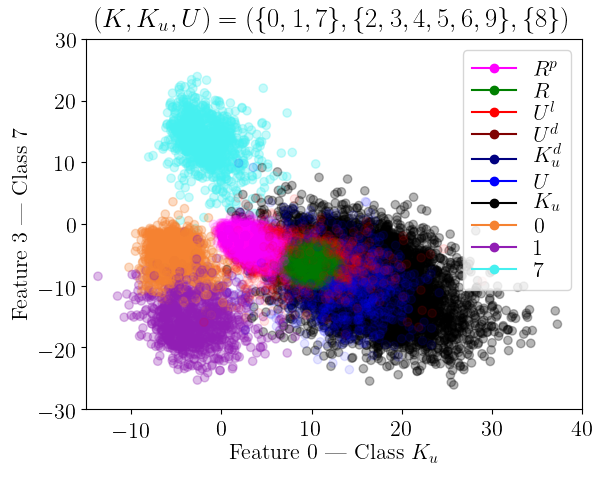 (K, K_u, U) = ({0, 1, 7}, {2, 3, 4, 5, 6, 9}, {8})
30
20
10
0
−10
−20
−30
Feature 3 — Class 7
R^p
R
U^l
U^d
K_u^d
U
K_u
0
1
7
−10
0
10
20
30
40
Feature 0 — Class K_u